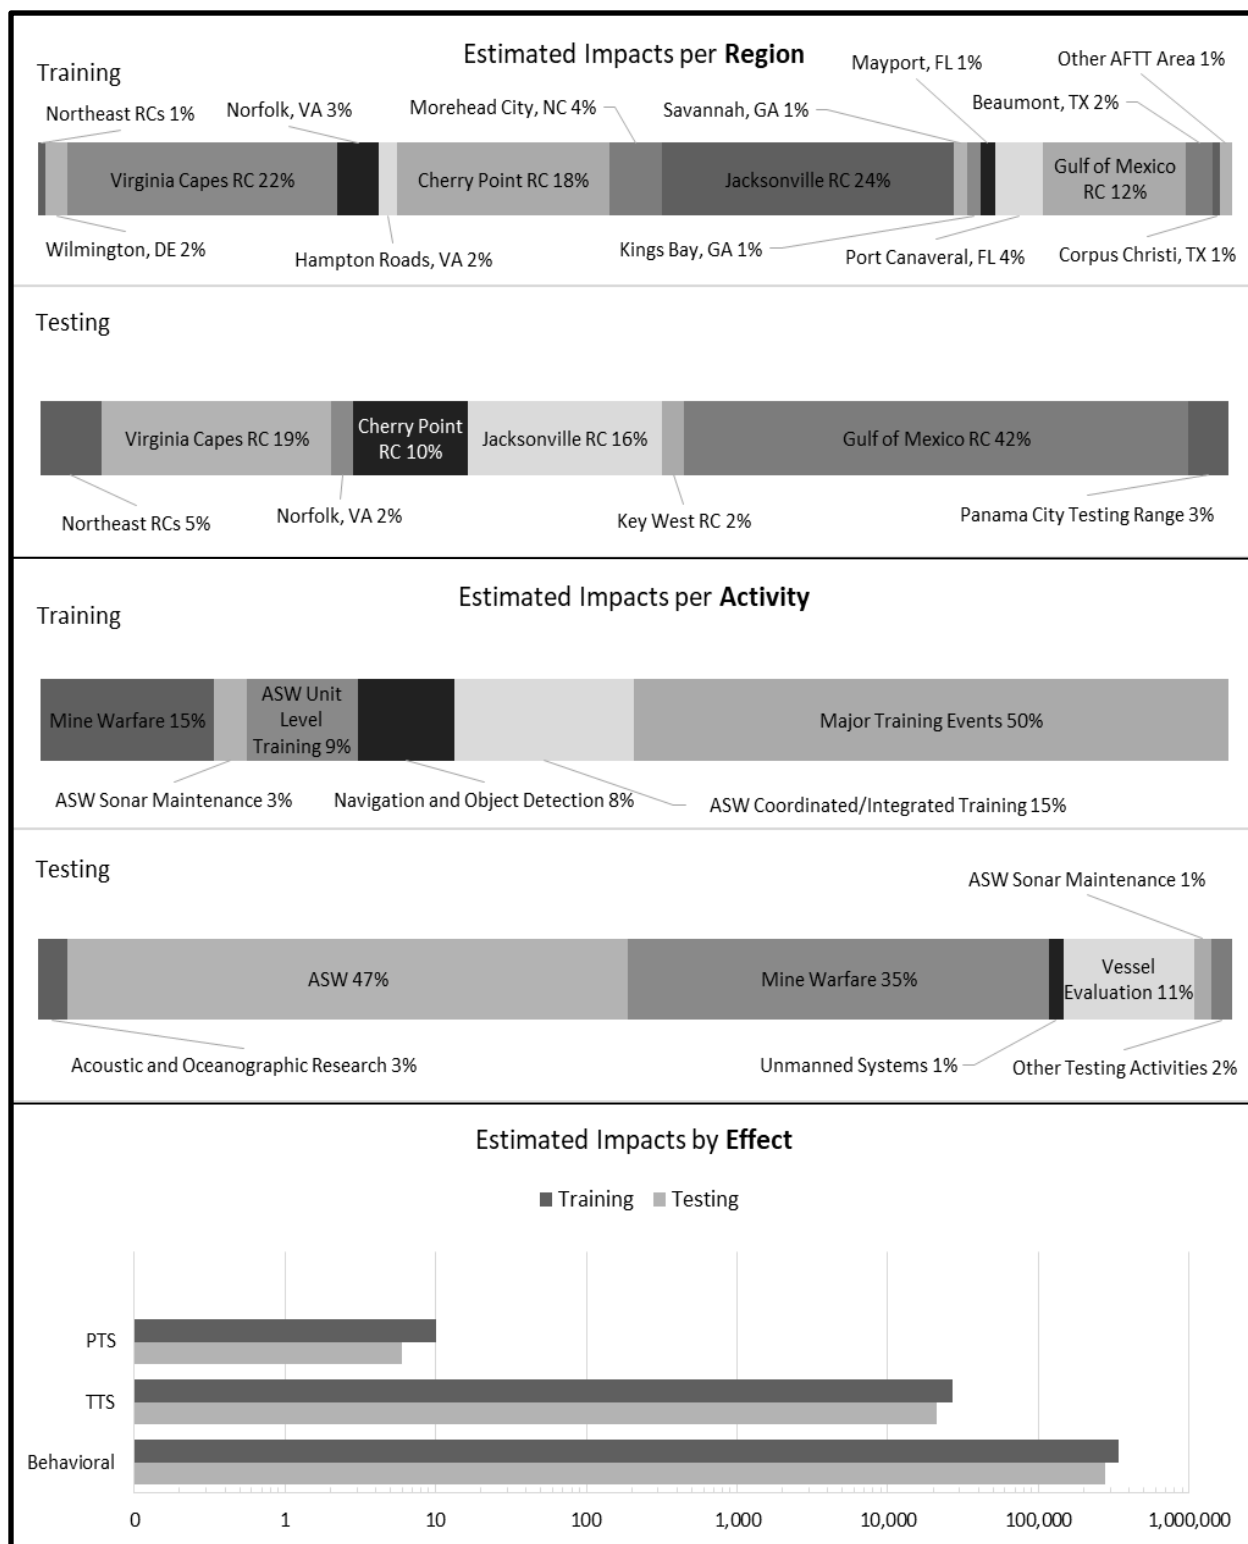 Estimated Impacts per Region
Training
Northeast RCs 1%
Norfolk, VA 3%
Morehead City, NC 4%
Savannah, GA 1%
Mayport, FL 1%
Beaumont, TX 2%
Other AFTT Area 1%
Virginia Capes RC 22%
Cherry Point RC 18%
Jacksonville RC 24%
Gulf of Mexico
RC 12%
Wilmington, DE 2%
Hampton Roads, VA 2%
Kings Bay, GA 1%
Port Canaveral, FL 4%
Corpus Christi, TX 1%
Testing
Virginia Capes RC 19%
Cherry Point
RC 10%
Jacksonville RC 16%
Gulf of Mexico RC 42%
Northeast RCs 5%
Norfolk, VA 2%
Key West RC 2%
Panama City Testing Range 3%
Estimated Impacts per Activity
Training
Mine Warfare 15%
ASW Unit
Level
Training 9%
Major Training Events 50%
ASW Sonar Maintenance 3%
Navigation and Object Detection 8%
ASW Coordinated/Integrated Training 15%
Testing
ASW Sonar Maintenance 1%
ASW 47%
Mine Warfare 35%
Vessel
Evaluation 11%
Acoustic and Oceanographic Research 3%
Unmanned Systems 1%
Other Testing Activities 2%
Estimated Impacts by Effect
Training
Testing
PTS
TTS
Behavioral
0
1
10
100
1,000
10,000
100,000
1,000,000